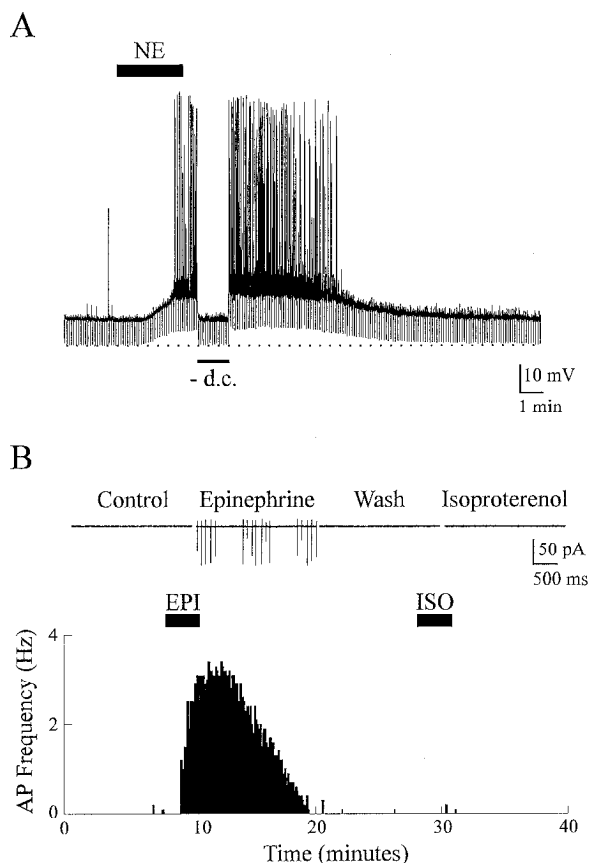 A
NE
- d.c.
10 mV
1 min
B
Control Epinephrine Wash Isoproterenol
50 pA
500 ms
EPI ISO
AP Frequency (Hz)
4
2
0
0 10 20 30 40
Time (minutes)